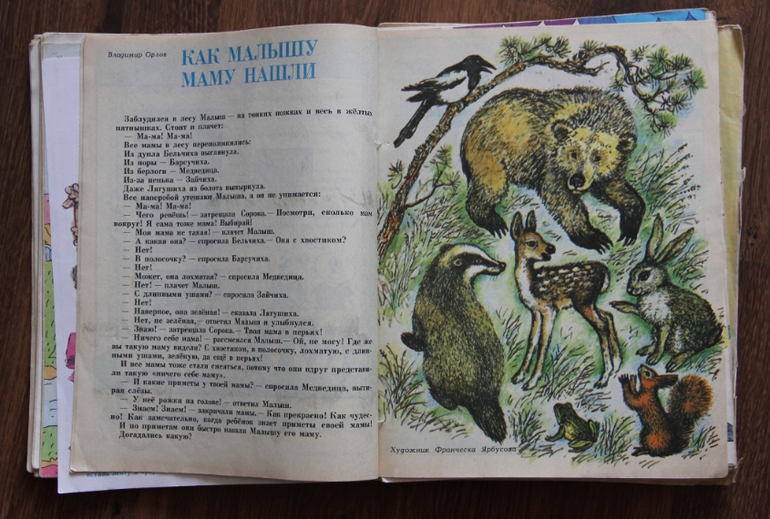 Владимир Орлов
КАК МАЛЫШУ
МАМУ НАШЛИ
Заблудился в лесу Малыш — на тонких ножках и весь в жёлтых
пятнышках. Стоит и плачет:
— Ма-ма! Ма-ма!
Все мамы в лесу переполошились:
Из дупла Бельчиха выглянула.
Из норы — Барсучиха.
Из берлоги — Медведица.
Из-за пенька — Зайчиха.
Даже Лягушиха из болота вынырнула.
Все наперебой утешают Малыша, а он не унимается:
— Ма-ма! Ма-ма!
— Чего ревёшь! — затрещала Сорока.— Посмотри, сколько мам
вокруг! Я сама тоже мама! Выбирай!
— Моя мама не такая! — плачет Малыш.
— А какая она? — спросила Бельчиха.— Она с хвостиком?
— Нет!
— В полосочку? — спросила Барсучиха.
— Нет!
— Может, она лохматая? — спросила Медведица.
— Нет! — плачет Малыш.
— С длинными ушами? — спросила Зайчиха.
— Нет!
— Наверное, она зелёная! — сказала Лягушиха.
— Нет, не зелёная,— ответил Малыш и улыбнулся.
— Знаю! — затрещала Сорока.— Твоя мама в перьях!
— Ничего себе мама! — рассмеялся Малыш.— Ой, не могу! Где же
вы такую маму видели? С хвостиком, в полосочку, лохматую, с длин-
ными ушами, зелёную, да ещё в перьях!
И все мамы тоже стали смеяться, потому что они вдруг представи-
ли такую «ничего себе маму».
— И какие приметы у твоей мамы? — спросила Медведица, выти-
рая слёзы.
— У неё рожки на голове! — ответил Малыш.
— Знаем! Знаем! — закричали мамы.— Как прекрасно! Как чудес-
но! Как замечательно, когда ребёнок знает приметы своей мамы!
И по приметам они быстро нашли Малышу его маму.
Догадались какую?
Художник Франческа Ярбусова